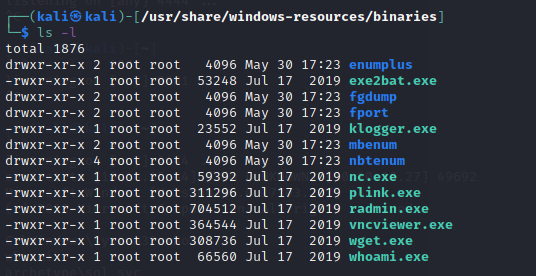 (kali㉿kali)-[/usr/share/windows-resources/binaries]
$ ls -l
total 1876
drwxr-xr-x 2 root root 4096 May 30 17:23 enumplus
-rwxr-xr-x 1 root root 53248 Jul 17 2019 exe2bat.exe
drwxr-xr-x 2 root root 4096 May 30 17:23 fgdump
drwxr-xr-x 2 root root 4096 May 30 17:23 fport
-rwxr-xr-x 1 root root 23552 Jul 17 2019 klogger.exe
drwxr-xr-x 2 root root 4096 May 30 17:23 mbenum
drwxr-xr-x 4 root root 4096 May 30 17:23 nbtenum
-rwxr-xr-x 1 root root 59392 Jul 17 2019 nc.exe
-rwxr-xr-x 1 root root 311296 Jul 17 2019 plink.exe
-rwxr-xr-x 1 root root 704512 Jul 17 2019 radmin.exe
-rwxr-xr-x 1 root root 364544 Jul 17 2019 vncviewer.exe
-rwxr-xr-x 1 root root 308736 Jul 17 2019 wget.exe
-rwxr-xr-x 1 root root 66560 Jul 17 2019 whoami.exe